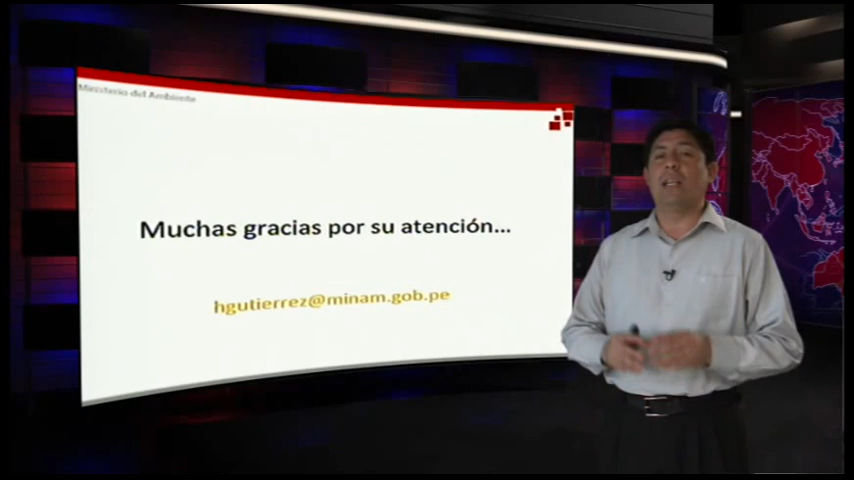 Ministerio del Ambiente
Muchas gracias por su atención...
hgutierrez@minam.gob.pe